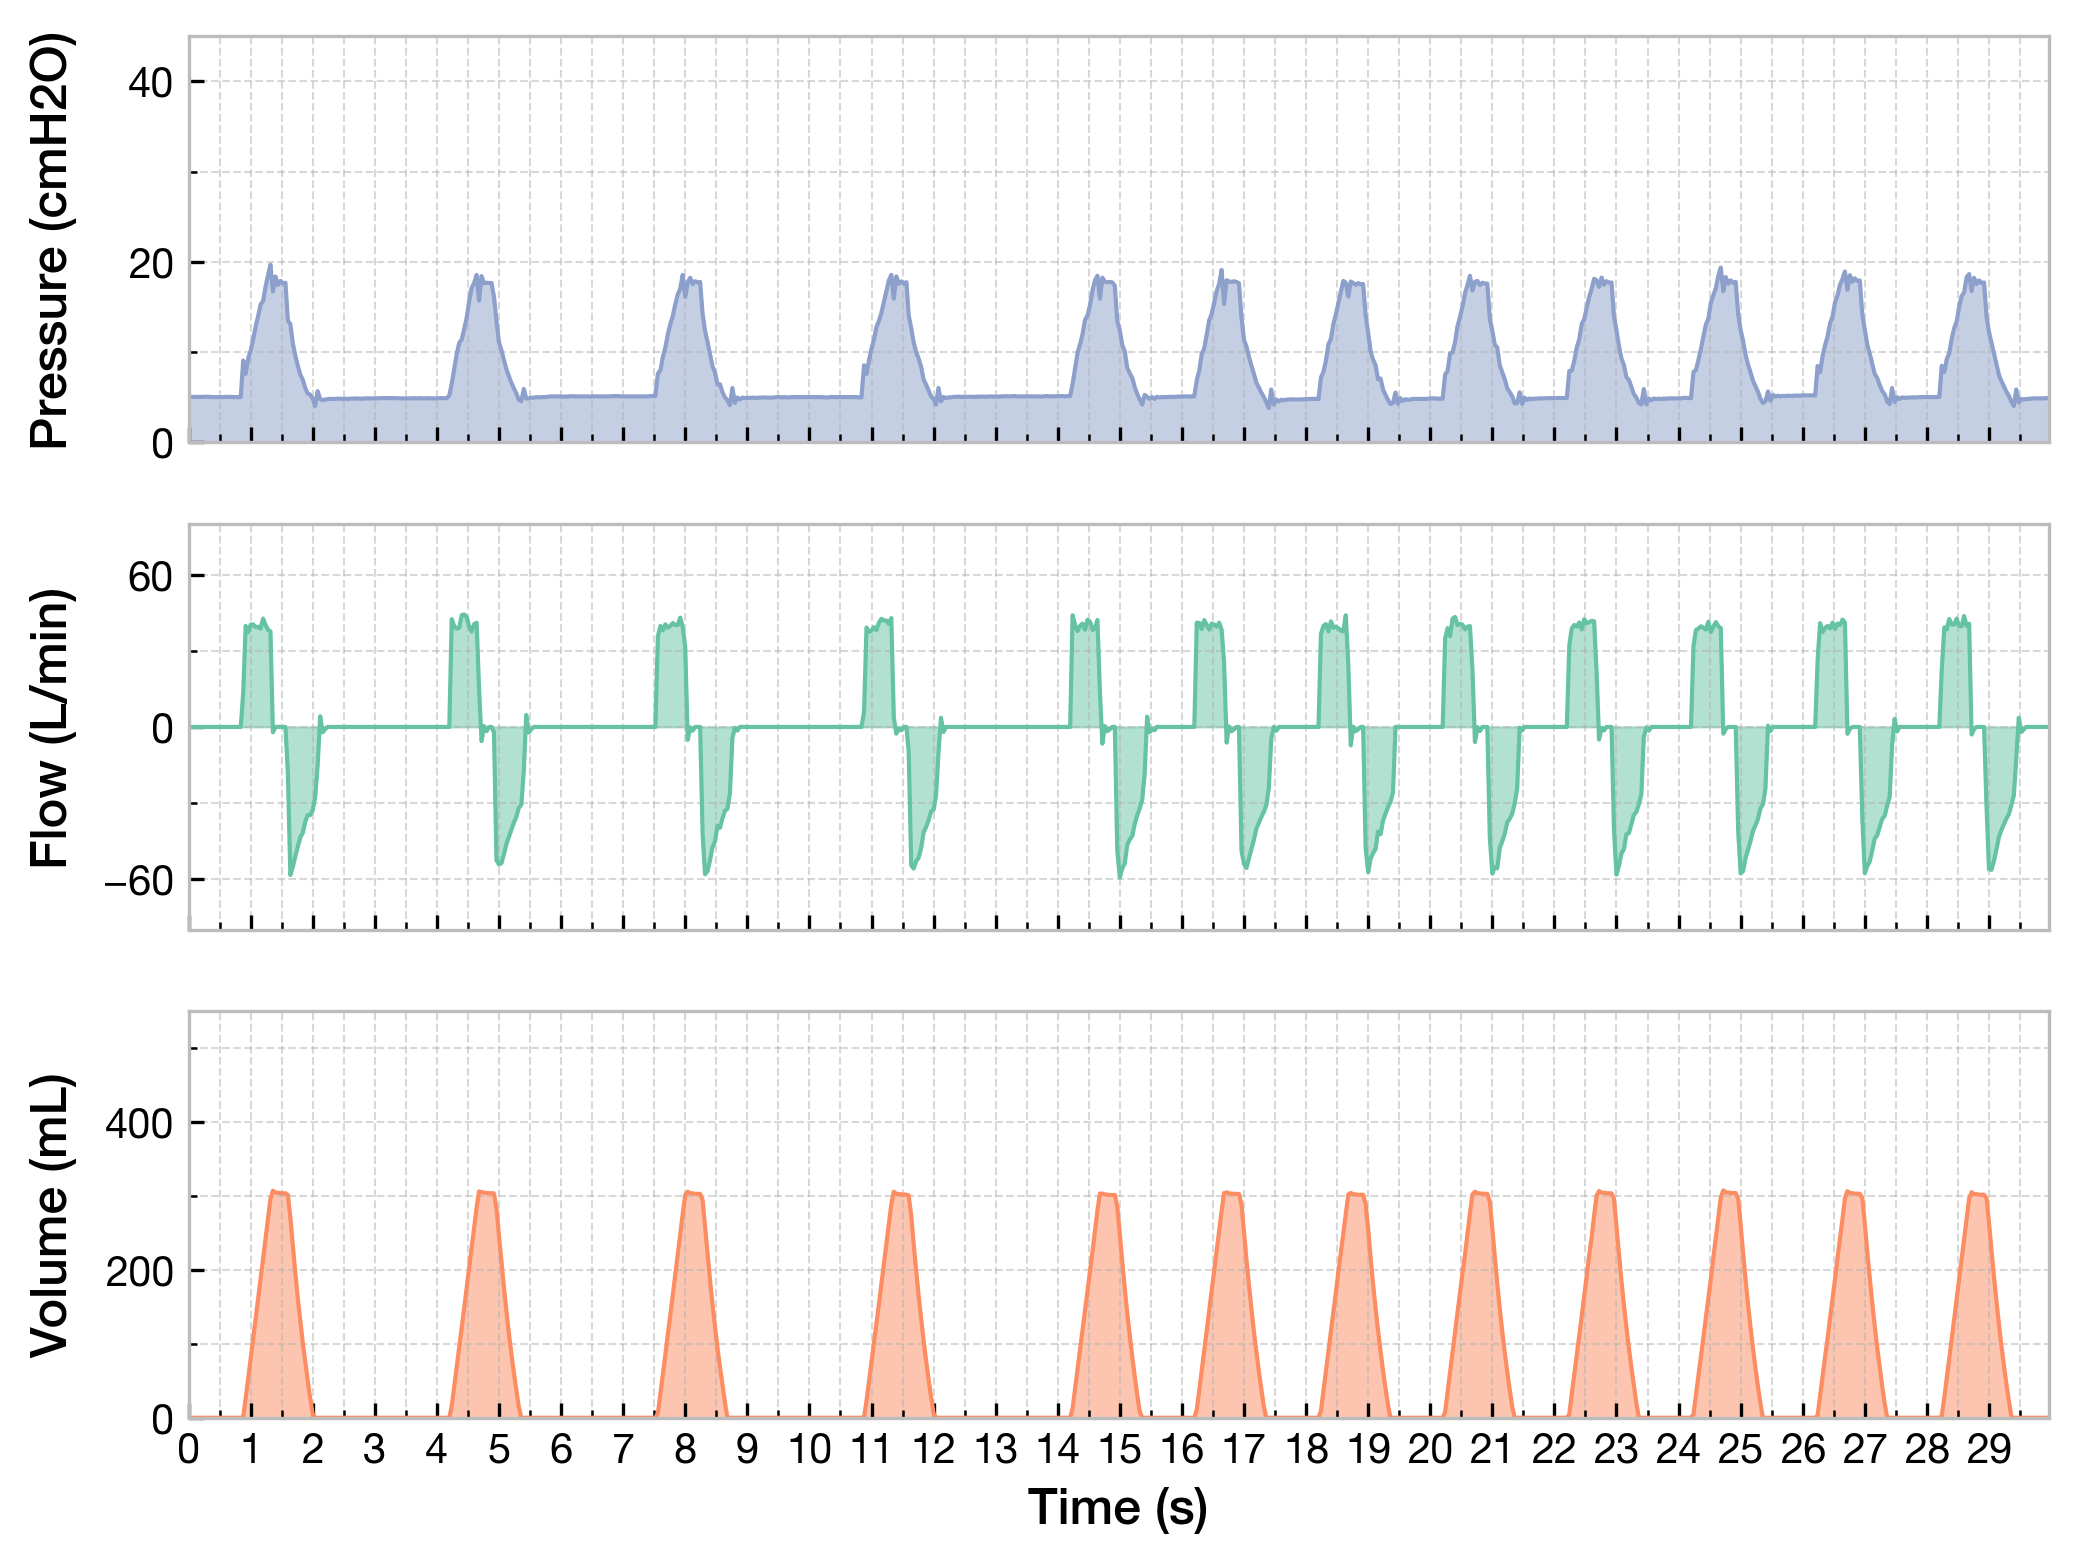 Pressure (cmH2O)
40
20
0
Flow (L/min)
60
0
−60
Volume (mL)
400
200
0
0 1 2 3 4 5 6 7 8 9 10 11 12 13 14 15 16 17 18 19 20 21 22 23 24 25 26 27 28 29
Time (s)